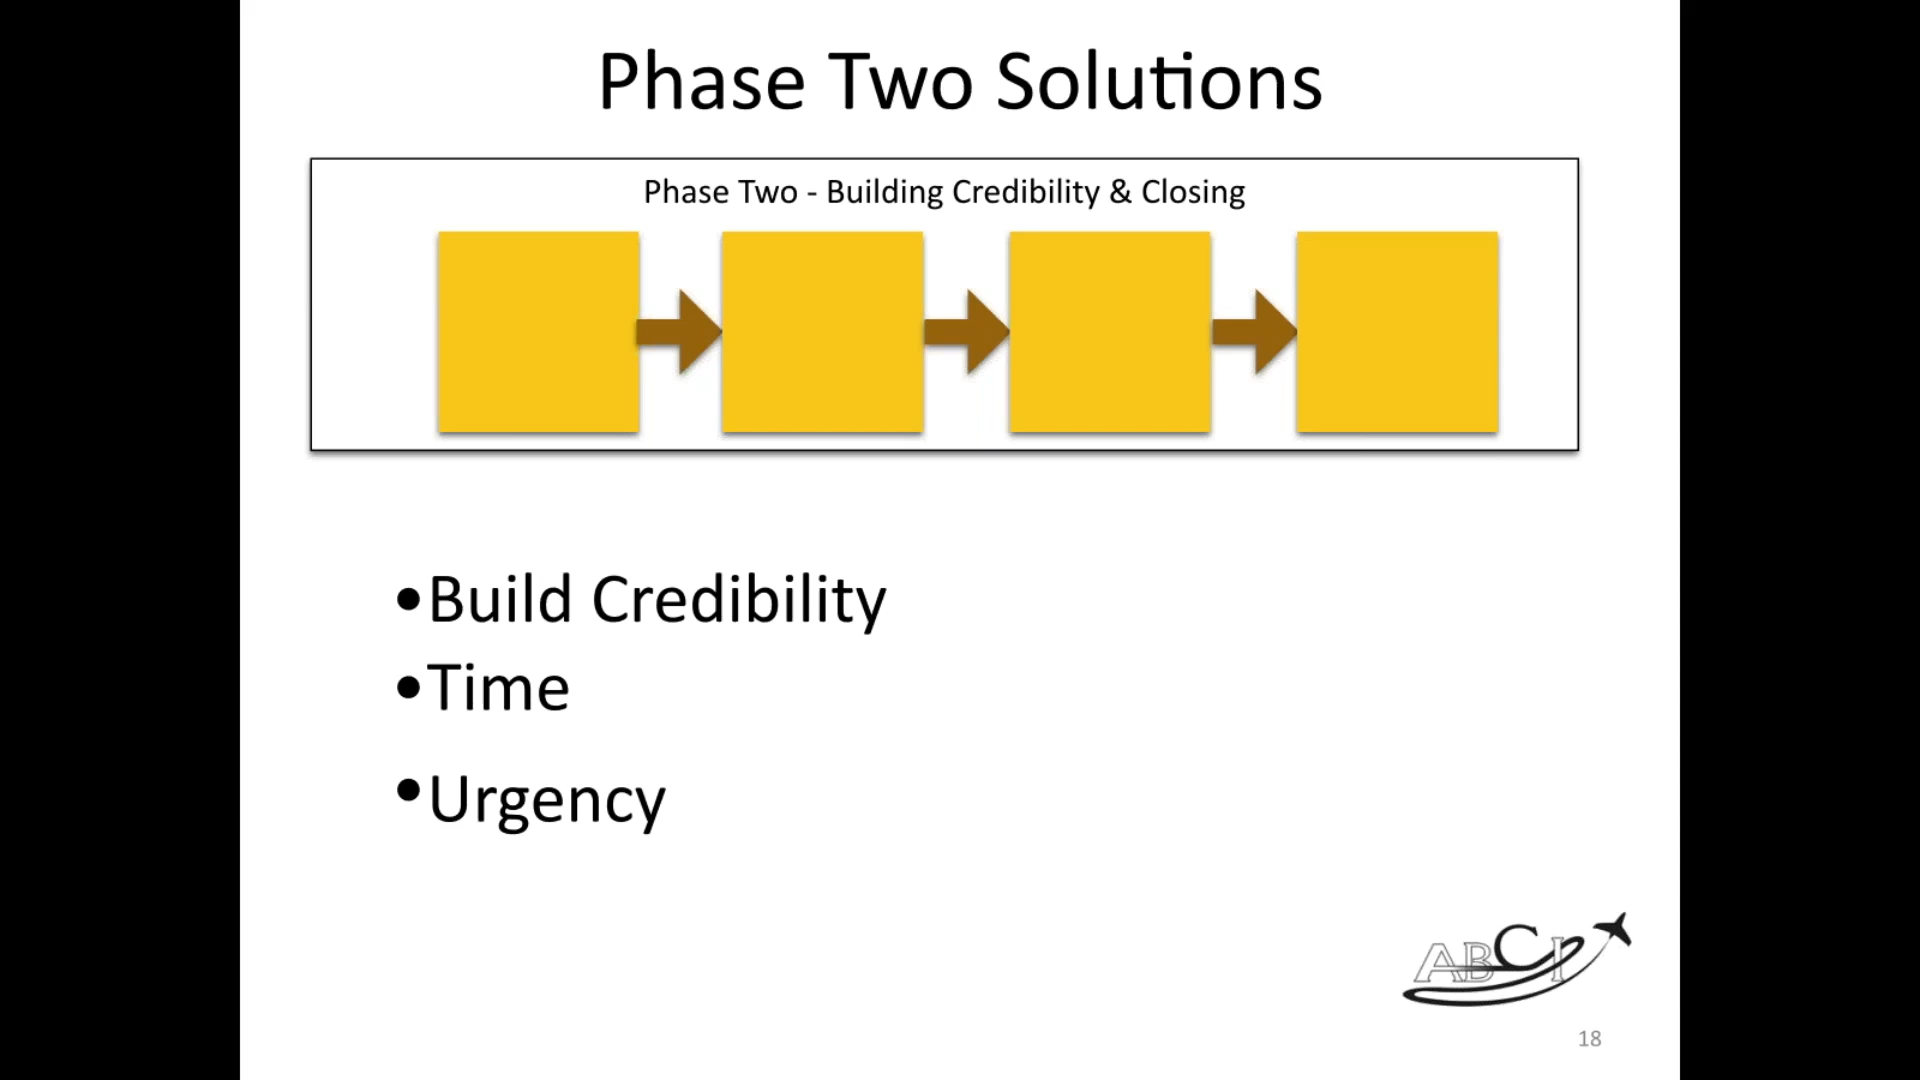 Phase Two Solutions
Phase Two - Building Credibility & Closing
•Build Credibility
•Time
•Urgency
ABCI
18